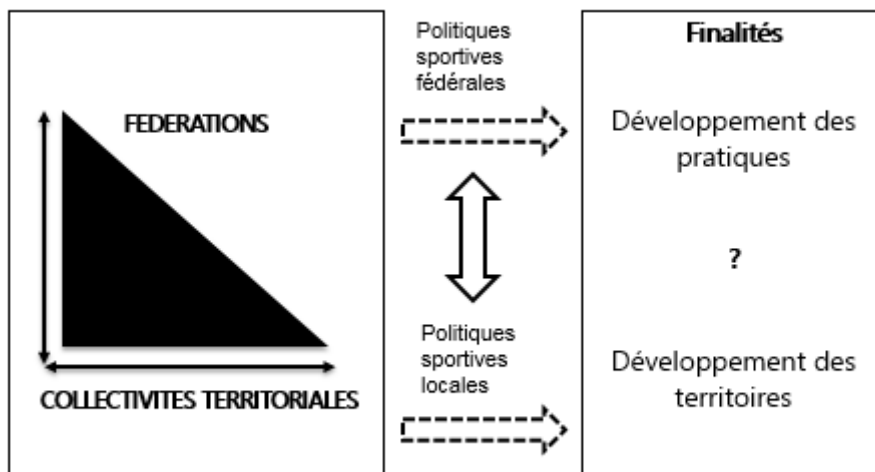 FEDERATIONS
COLLECTIVITES TERRITORIALES
Politiques
sportives
fédérales
Politiques
sportives
locales
Finalités
Développement des
pratiques
?
Développement des
territoires